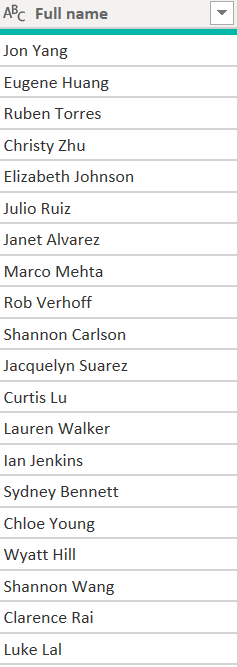 ABC Full name
Jon Yang
Eugene Huang
Ruben Torres
Christy Zhu
Elizabeth Johnson
Julio Ruiz
Janet Alvarez
Marco Mehta
Rob Verhoff
Shannon Carlson
Jacquelyn Suarez
Curtis Lu
Lauren Walker
Ian Jenkins
Sydney Bennett
Chloe Young
Wyatt Hill
Shannon Wang
Clarence Rai
Luke Lal